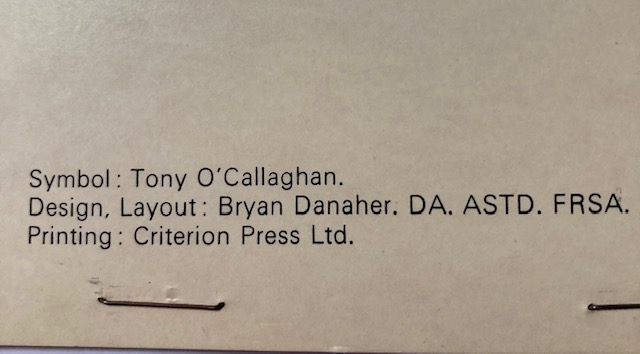 Symbol: Tony O'Callaghan.
Design, Layout: Bryan Danaher. DA. ASTD. FRSA.
Printing: Criterion Press Ltd.